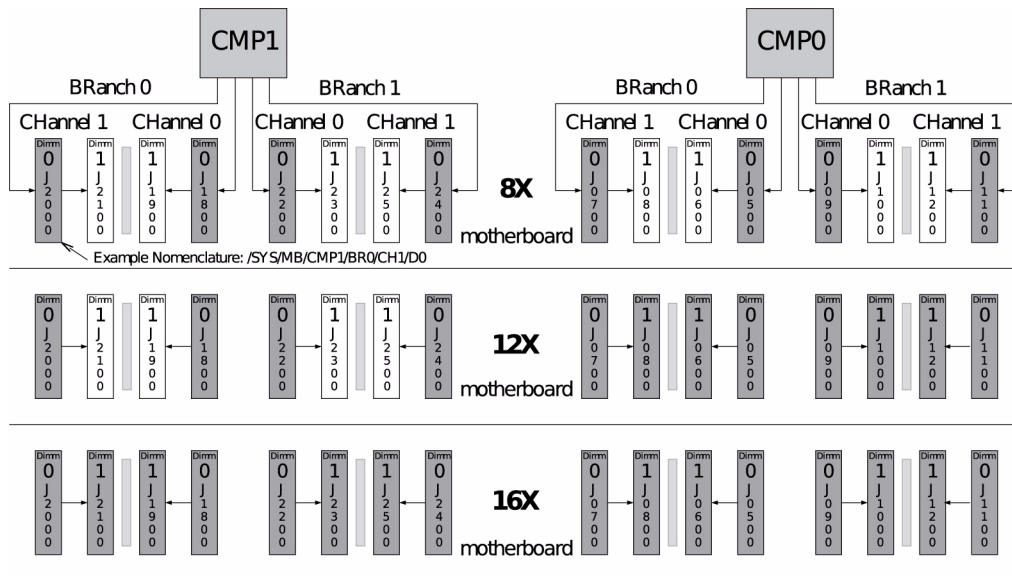 CMP1 CMP0
BRanch 0 BRanch 1 BRanch 0 BRanch 1
CHannel 1 CHannel 0 CHannel 0 CHannel 1 CHannel 1 CHannel 0 CHannel 0 CHannel 1
Dimm Dimm Dimm Dimm Dimm Dimm Dimm Dimm Dimm Dimm Dimm Dimm Dimm Dimm Dimm Dimm
0 1 1 0 0 1 1 0 0 1 1 0 0 1 1 0
J2000 J2100 J1900 J1800 J2200 J2300 J2500 J2400 J0700 J0800 J0600 J0500 J0900 J1000 J1200 J1100
8X
motherboard
Example Nomenclature: /SYS/MB/CMP1/BR0/CH1/D0
Dimm Dimm Dimm Dimm Dimm Dimm Dimm Dimm Dimm Dimm Dimm Dimm Dimm Dimm Dimm Dimm
0 1 1 0 0 1 1 0 0 1 1 0 0 1 1 0
J2000 J2100 J1900 J1800 J2200 J2300 J2500 J2400 J0700 J0800 J0600 J0500 J0900 J1000 J1200 J1100
12X
motherboard
Dimm Dimm Dimm Dimm Dimm Dimm Dimm Dimm Dimm Dimm Dimm Dimm Dimm Dimm Dimm Dimm
0 1 1 0 0 1 1 0 0 1 1 0 0 1 1 0
J2000 J2100 J1900 J1800 J2200 J2300 J2500 J2400 J0700 J0800 J0600 J0500 J0900 J1000 J1200 J1100
16X
motherboard